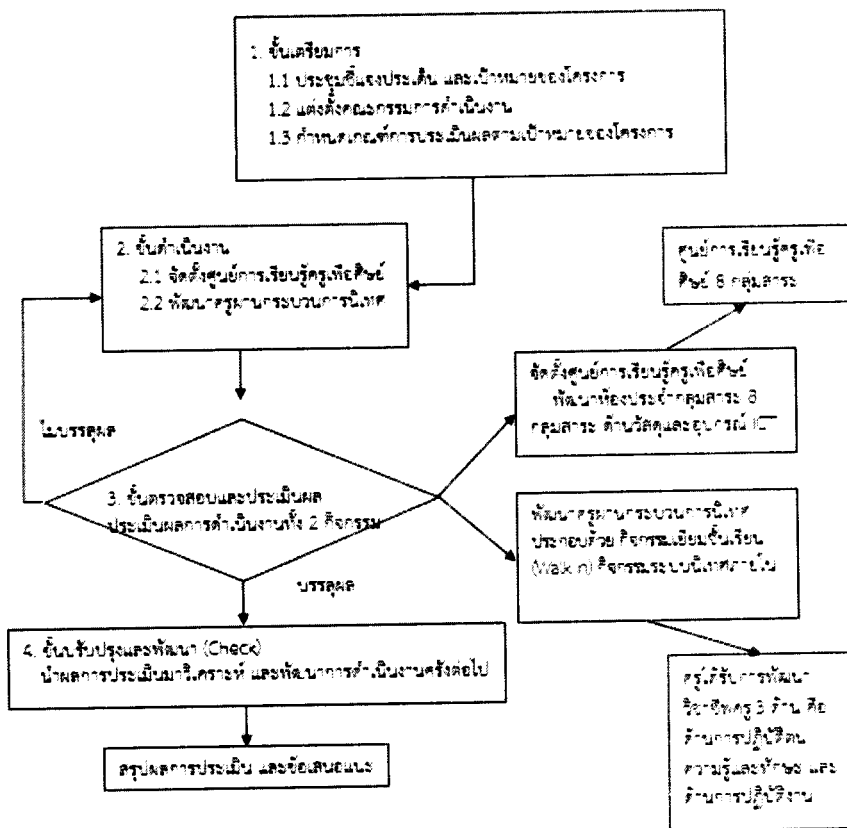 1. ขั้นเตรียมการ
1.1 ประชุมชี้แจงประเด็น และเป้าหมายของโครงการ
1.2 แต่งตั้งคณะกรรมการดำเนินงาน
1.3 กำหนดเกณฑ์การประเมินผลตามเป้าหมายของโครงการ
2. ขั้นดำเนินงาน
2.1 จัดตั้งศูนย์การเรียนรู้ครูเพื่อศิษย์
2.2 พัฒนาครูผ่านกระบวนการนิเทศ
ศูนย์การเรียนรู้ครูเพื่อ
ศิษย์ 8 กลุ่มสาระ
จัดตั้งศูนย์การเรียนรู้ครูเพื่อศิษย์
พัฒนาห้องประจำกลุ่มสาระ 8
กลุ่มสาระ ด้านวัสดุและอุปกรณ์ ICT
ไม่บรรลุผล
3. ขั้นตรวจสอบและประเมินผล
ประเมินผลการดำเนินงานทั้ง 2 กิจกรรม
พัฒนาครูผ่านกระบวนการนิเทศ
ประกอบด้วย กิจกรรมเยี่ยมชั้นเรียน
(Walk in) กิจกรรมระบบนิเทศภายใน
บรรลุผล
4. ขั้นปรับปรุงและพัฒนา (Check)
นำผลการประเมินมาวิเคราะห์ และพัฒนาการดำเนินงานครั้งต่อไป
ครูได้รับการพัฒนา
วิชาชีพครู 3 ด้าน คือ
ด้านการปฏิบัติตน
ความรู้และทักษะ และ
ด้านการปฏิบัติงาน
สรุปผลการประเมิน และข้อเสนอแนะ